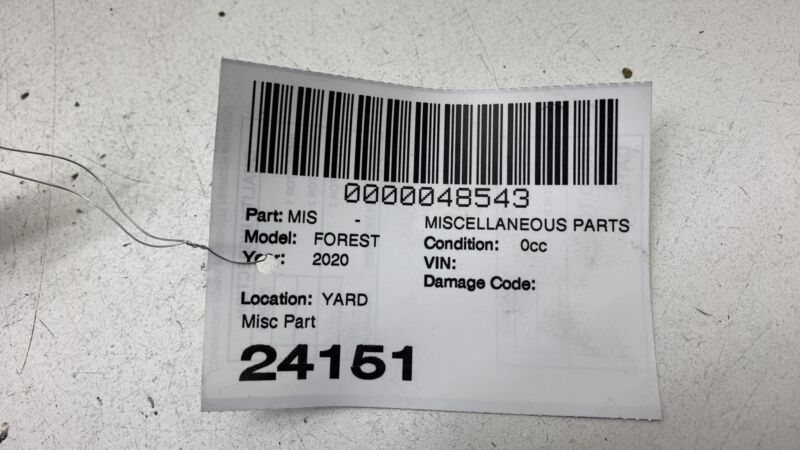 0000048543
Part: MIS - MISCELLANEOUS PARTS
Model: FOREST Condition: 0cc
Year: 2020 VIN:
Damage Code:
Location: YARD
Misc Part
24151